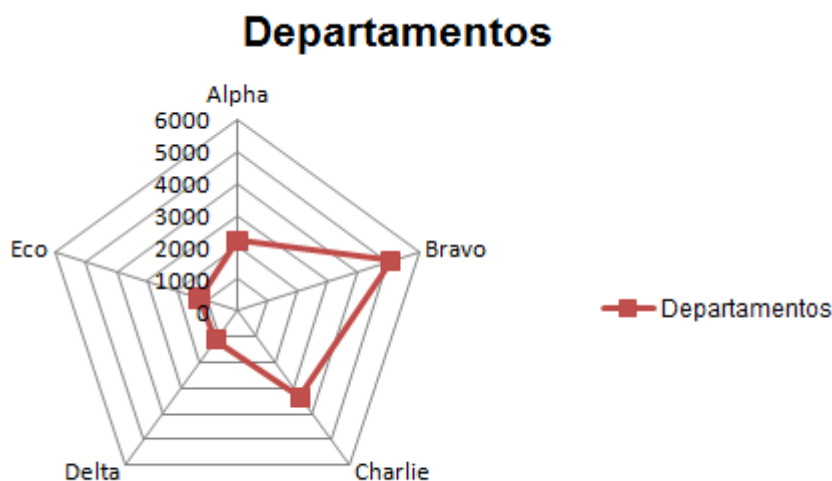 Departamentos
Alpha
6000
5000
4000
3000
2000
1000
0
Eco
Bravo
Departamentos
Delta
Charlie